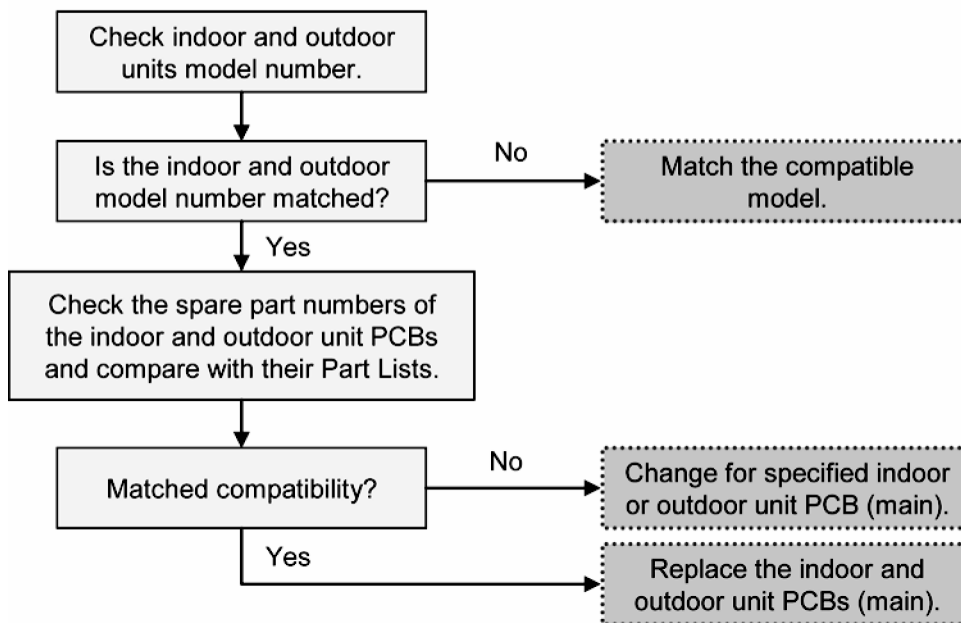 Check indoor and outdoor
units model number.
Is the indoor and outdoor
model number matched?
No
Match the compatible
model.
Yes
Check the spare part numbers of
the indoor and outdoor unit PCBs
and compare with their Part Lists.
Matched compatibility?
No
Change for specified indoor
or outdoor unit PCB (main).
Yes
Replace the indoor and
outdoor unit PCBs (main).